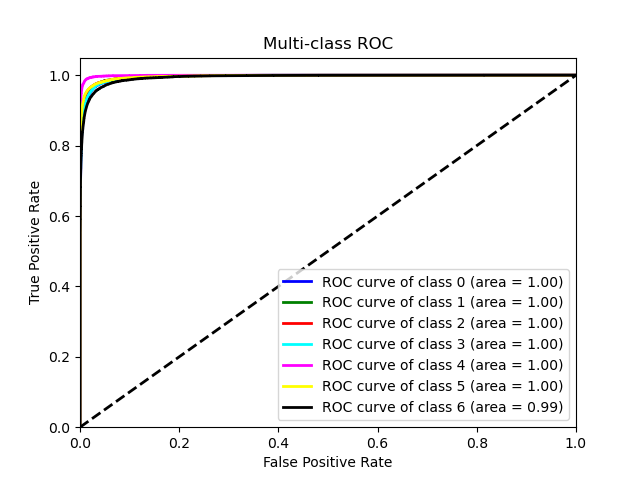 Multi-class ROC
True Positive Rate
1.0
0.8
0.6
0.4
0.2
0.0
ROC curve of class 0 (area = 1.00)
ROC curve of class 1 (area = 1.00)
ROC curve of class 2 (area = 1.00)
ROC curve of class 3 (area = 1.00)
ROC curve of class 4 (area = 1.00)
ROC curve of class 5 (area = 1.00)
ROC curve of class 6 (area = 0.99)
0.0 0.2 0.4 0.6 0.8 1.0
False Positive Rate